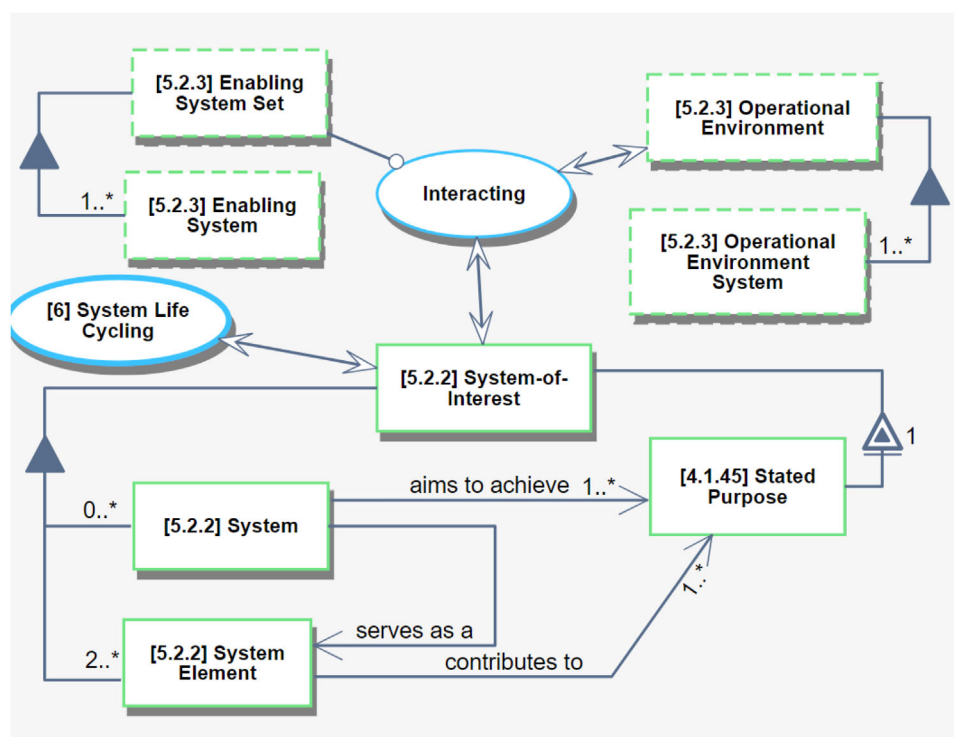 [5.2.3] Enabling
System Set
[5.2.3] Operational
Environment
Interacting
1..*
[5.2.3] Enabling
System
[5.2.3] Operational
Environment
System
1..*
[6] System Life
Cycling
[5.2.2] System-of-
Interest
1
aims to achieve 1..*
[4.1.45] Stated
Purpose
0..*
[5.2.2] System
1..*
serves as a
2..*
[5.2.2] System
Element
contributes to